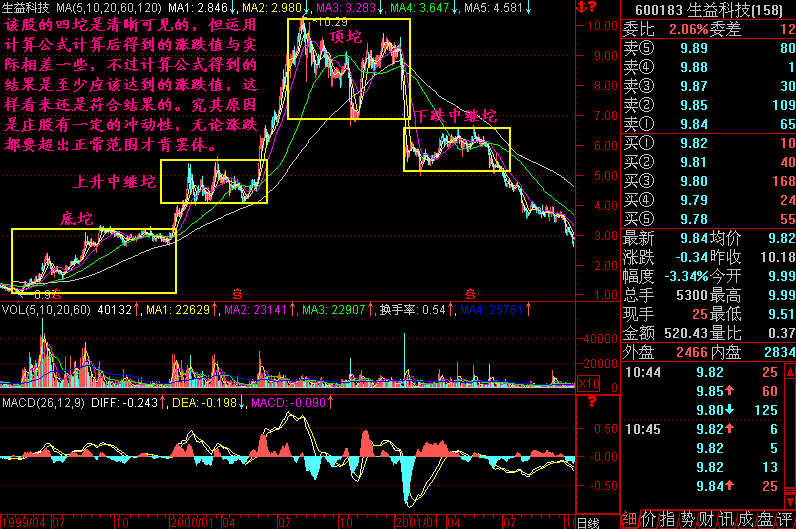 生益科技 MA(5,10,20,60,120) MA1: 2.846↓, MA2: 2.980↓, MA3: 3.283↓, MA4: 3.647↓, MA5: 4.581↓
该股的四坨是清晰可见的，但运用
计算公式计算后得到的涨跌值与实
际相差一些，不过计算公式得到的
结果是至少应该达到的涨跌值，这
样看来还是符合结果的。究其原因
是庄股有一定的冲动性，无论涨跌
都要超出正常范围才肯罢休。
10.29
顶坨
下跌中继坨
上升中继坨
底坨
0.97
S
S
S
?
10.00
9.00
8.00
7.00
6.00
5.00
4.00
3.00
2.00
1.00
VOL(5,10,20,60) 40132↑, MA1: 22629↑, MA2: 23141↑, MA3: 22907↑, 换手率: 0.54↑, MA4: 25761↑
40000
20000
X10
0
MACD(26,12,9) DIFF: -0.243↑, DEA: -0.198↓, MACD: -0.090↑
?
0.50
-0.00
-0.50
1999/04 07 10 2000/01 04 07 10 2001/01 04 07 10 日线
600183 生益科技(158)
委比 2.06% 委差 12
卖⑤ 9.89 80
卖④ 9.88 1
卖③ 9.87 30
卖② 9.85 109
卖① 9.84 65
买① 9.82 10
买② 9.81 40
买③ 9.80 168
买④ 9.79 24
买⑤ 9.78 55
最新 9.84 均价 9.82
涨跌 -0.34 昨收 10.18
幅度 -3.34% 今开 9.99
总手 5300 最高 9.99
现手 25 最低 9.51
金额 520.43 量比 0.37
外盘 2466 内盘 2834
10:44 9.82 25
9.85↑ 60
9.80↓ 125
10:45 9.82↑ 6
9.82 5
9.82 13
9.84↑ 25
细价指势财讯成盘评